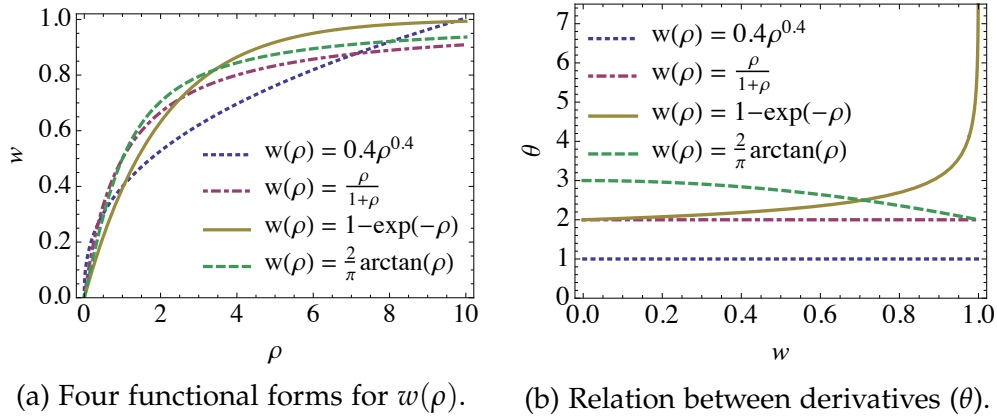 1.0
0.8
0.6
0.4
0.2
0.0
w
w(ρ) = 0.4ρ^0.4
w(ρ) = ρ/(1+ρ)
w(ρ) = 1−exp(−ρ)
w(ρ) = 2/π arctan(ρ)
0 2 4 6 8 10
ρ
(a) Four functional forms for w(ρ).
7
6
5
4
3
2
1
0
θ
w(ρ) = 0.4ρ^0.4
w(ρ) = ρ/(1+ρ)
w(ρ) = 1−exp(−ρ)
w(ρ) = 2/π arctan(ρ)
0.0 0.2 0.4 0.6 0.8 1.0
w
(b) Relation between derivatives (θ).